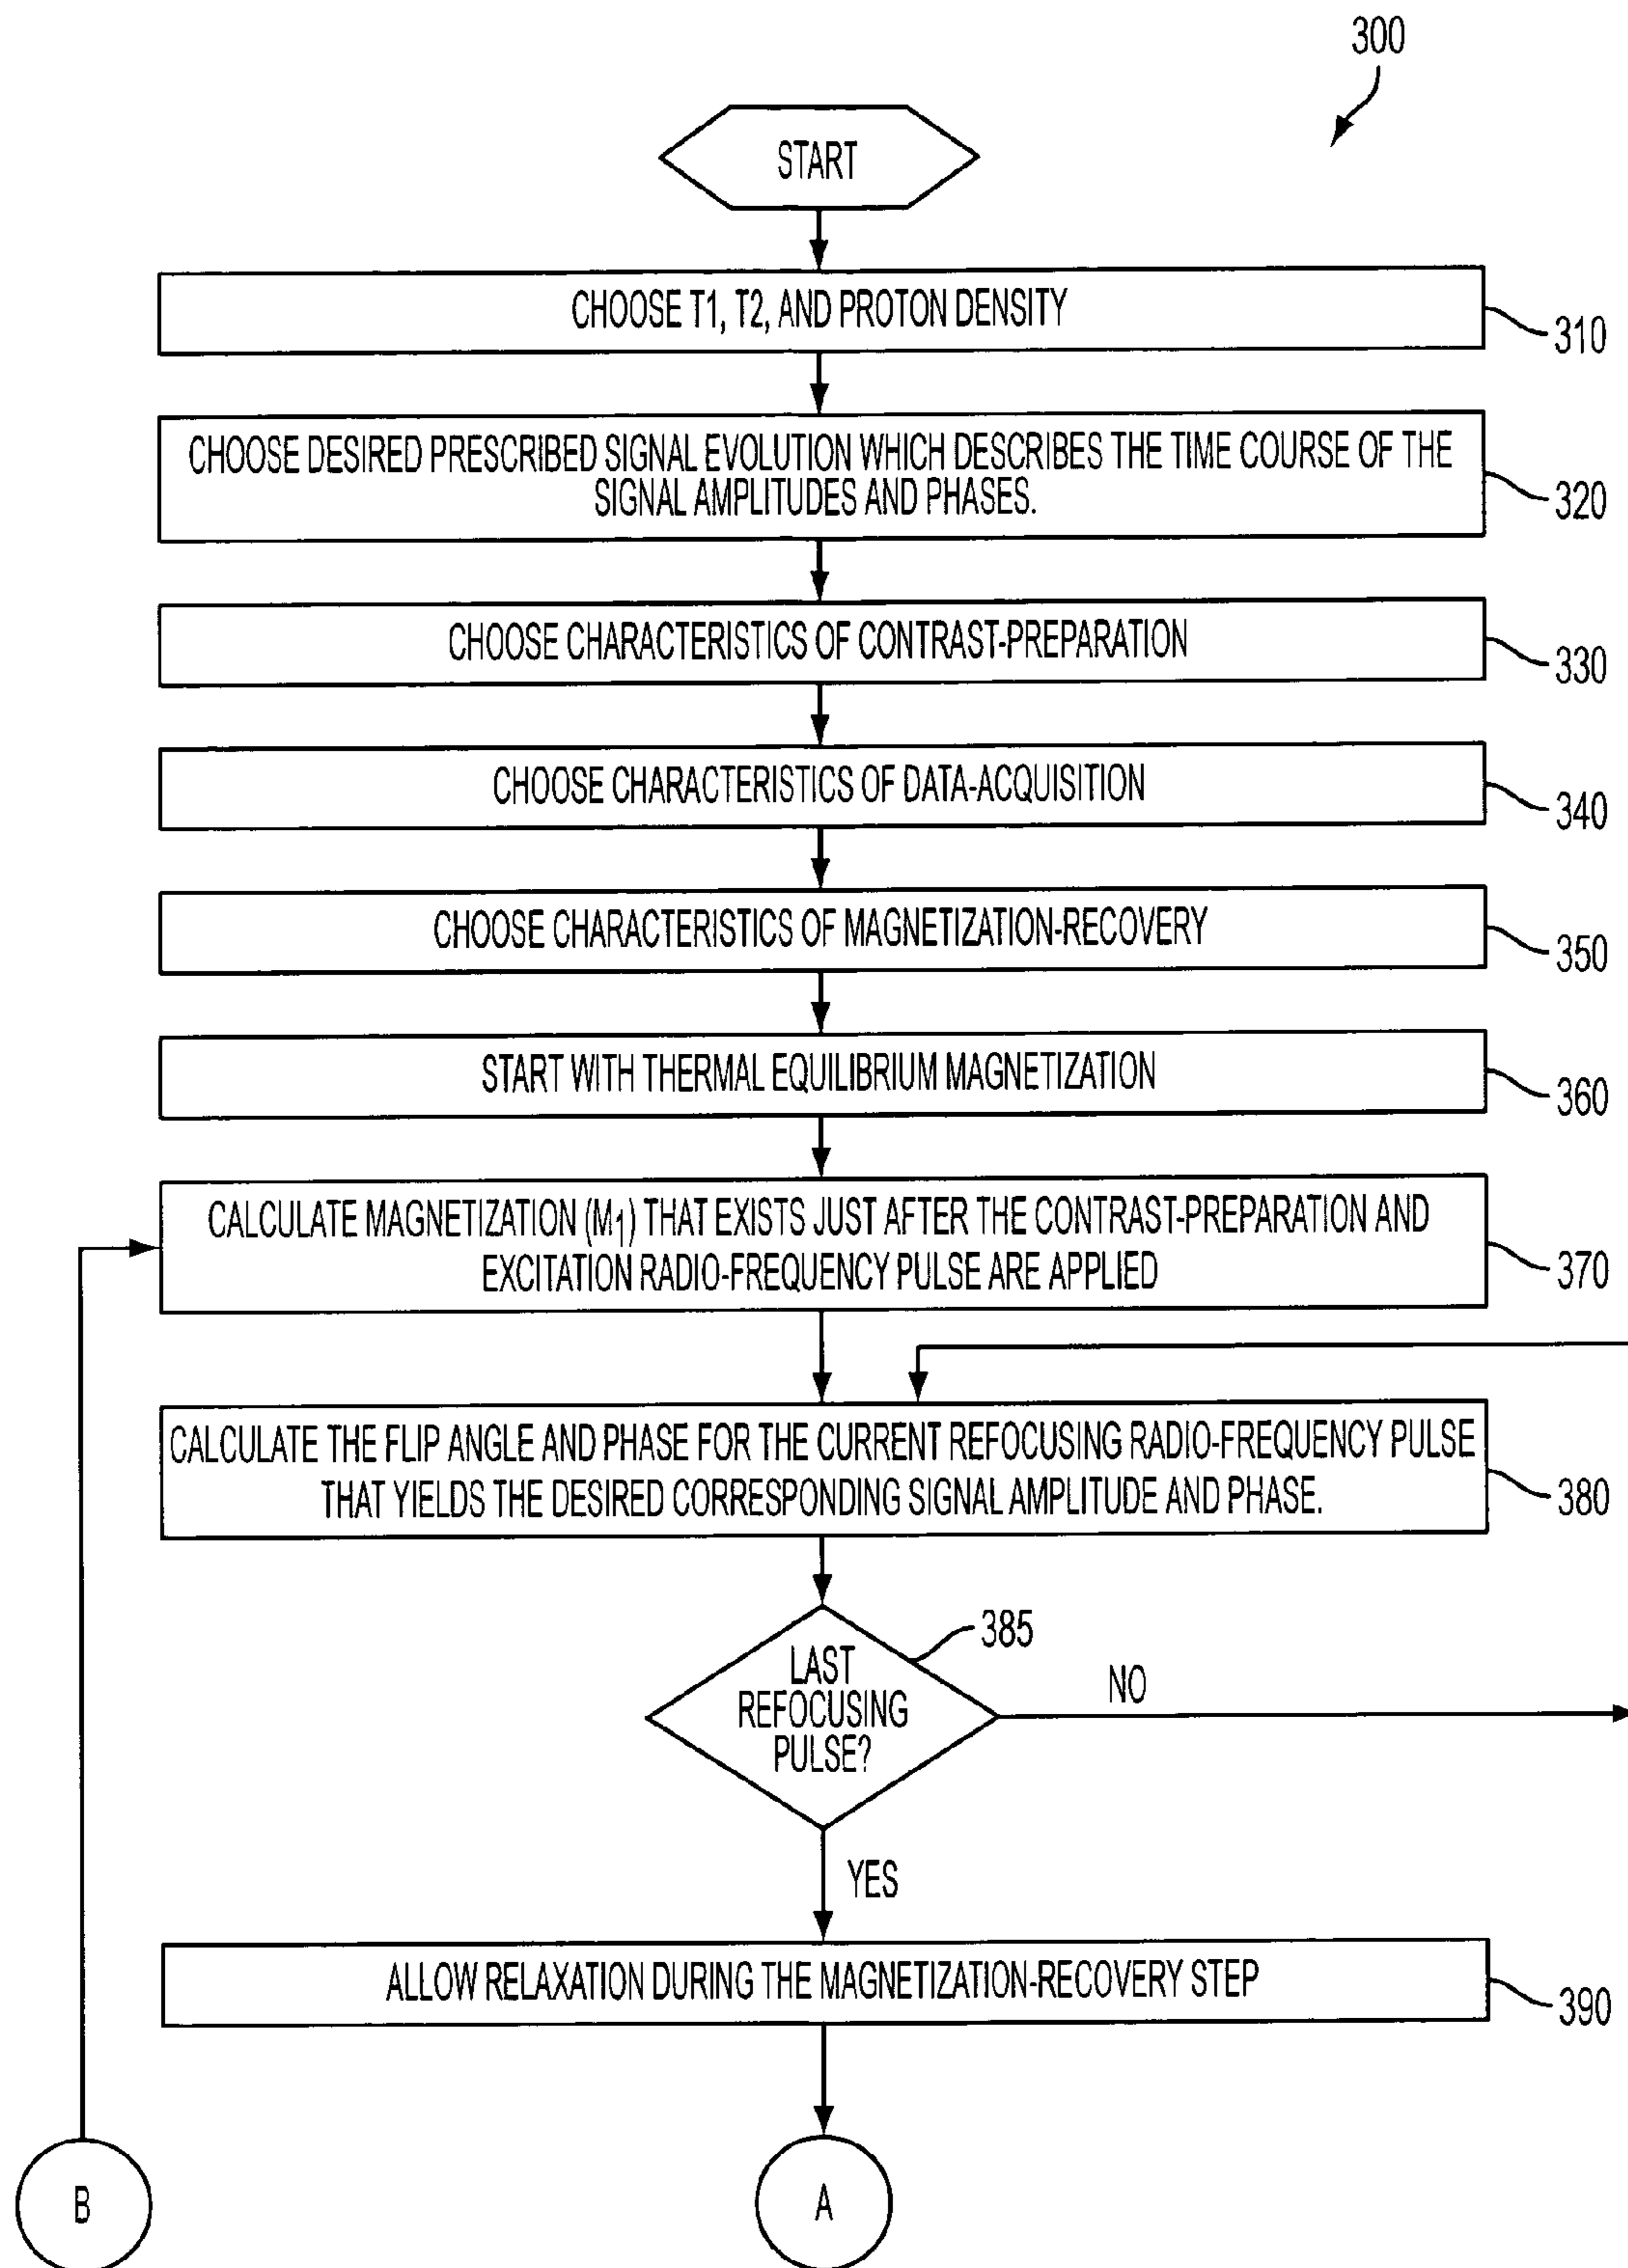 300
START
CHOOSE T1, T2, AND PROTON DENSITY
310
CHOOSE DESIRED PRESCRIBED SIGNAL EVOLUTION WHICH DESCRIBES THE TIME COURSE OF THE
SIGNAL AMPLITUDES AND PHASES.
320
CHOOSE CHARACTERISTICS OF CONTRAST-PREPARATION
330
CHOOSE CHARACTERISTICS OF DATA-ACQUISITION
340
CHOOSE CHARACTERISTICS OF MAGNETIZATION-RECOVERY
350
START WITH THERMAL EQUILIBRIUM MAGNETIZATION
360
CALCULATE MAGNETIZATION (M₁) THAT EXISTS JUST AFTER THE CONTRAST-PREPARATION AND
EXCITATION RADIO-FREQUENCY PULSE ARE APPLIED
370
CALCULATE THE FLIP ANGLE AND PHASE FOR THE CURRENT REFOCUSING RADIO-FREQUENCY PULSE
THAT YIELDS THE DESIRED CORRESPONDING SIGNAL AMPLITUDE AND PHASE.
380
385
LAST
REFOCUSING
PULSE?
NO
YES
ALLOW RELAXATION DURING THE MAGNETIZATION-RECOVERY STEP
390
B
A